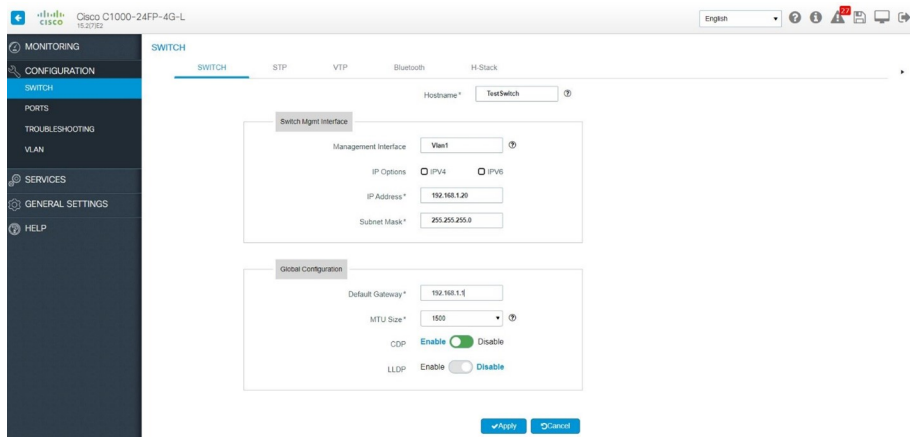 CISCO
Cisco C1000-24FP-4G-L
15.2(7)E2
English
27
MONITORING
CONFIGURATION
SWITCH
PORTS
TROUBLESHOOTING
VLAN
SERVICES
GENERAL SETTINGS
HELP
SWITCH
SWITCH STP VTP Bluetooth H-Stack
Hostname* TestSwitch
Switch Mgmt Interface
Management Interface Vlan1
IP Options IPV4 IPV6
IP Address* 192.168.1.20
Subnet Mask* 255.255.255.0
Global Configuration
Default Gateway* 192.168.1.1
MTU Size* 1500
CDP Enable Disable
LLDP Enable Disable
Apply Cancel